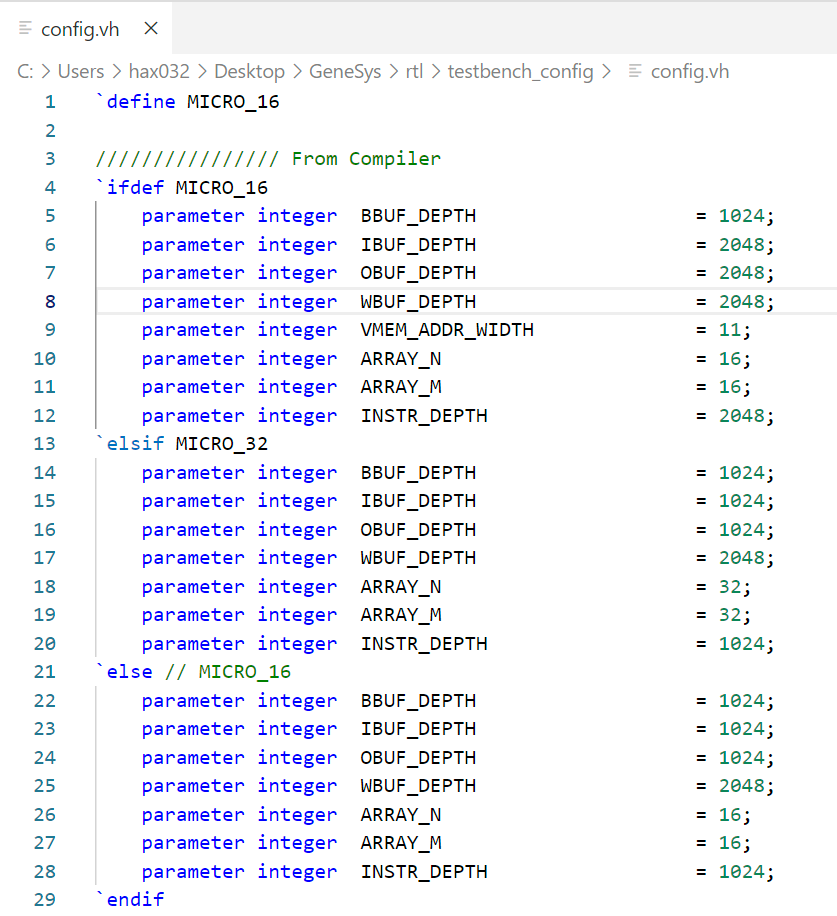 config.vh
C: > Users > hax032 > Desktop > GeneSys > rtl > testbench_config > config.vh
1 `define MICRO_16
2
3 //////////////// From Compiler
4 `ifdef MICRO_16
5     parameter integer  BBUF_DEPTH                   = 1024;
6     parameter integer  IBUF_DEPTH                   = 2048;
7     parameter integer  OBUF_DEPTH                   = 2048;
8     parameter integer  WBUF_DEPTH                   = 2048;
9     parameter integer  VMEM_ADDR_WIDTH              = 11;
10     parameter integer  ARRAY_N                      = 16;
11     parameter integer  ARRAY_M                      = 16;
12     parameter integer  INSTR_DEPTH                  = 2048;
13 `elsif MICRO_32
14     parameter integer  BBUF_DEPTH                   = 1024;
15     parameter integer  IBUF_DEPTH                   = 1024;
16     parameter integer  OBUF_DEPTH                   = 1024;
17     parameter integer  WBUF_DEPTH                   = 2048;
18     parameter integer  ARRAY_N                      = 32;
19     parameter integer  ARRAY_M                      = 32;
20     parameter integer  INSTR_DEPTH                  = 1024;
21 `else // MICRO_16
22     parameter integer  BBUF_DEPTH                   = 1024;
23     parameter integer  IBUF_DEPTH                   = 1024;
24     parameter integer  OBUF_DEPTH                   = 1024;
25     parameter integer  WBUF_DEPTH                   = 2048;
26     parameter integer  ARRAY_N                      = 16;
27     parameter integer  ARRAY_M                      = 16;
28     parameter integer  INSTR_DEPTH                  = 1024;
29 `endif